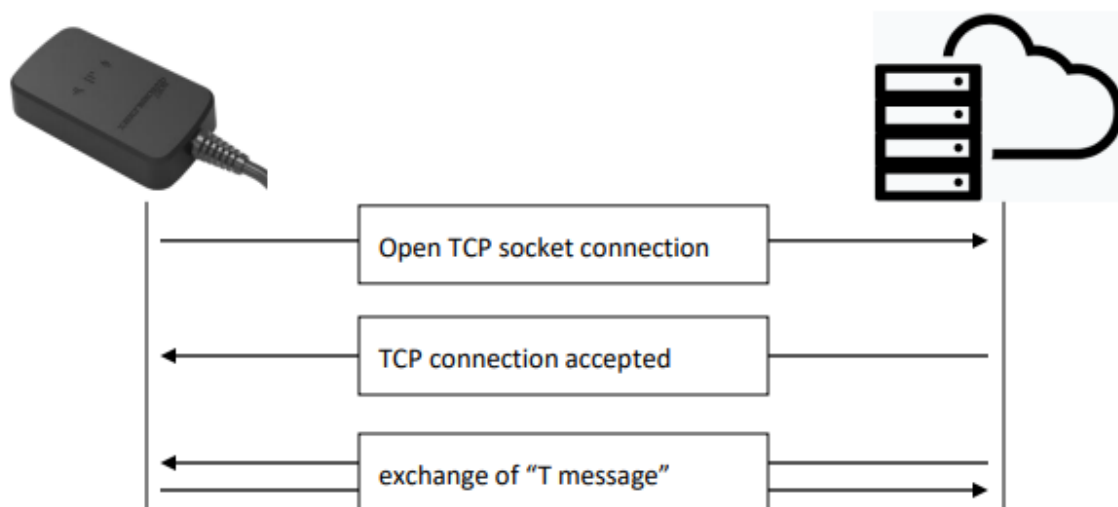 Open TCP socket connection
TCP connection accepted
exchange of “T message”